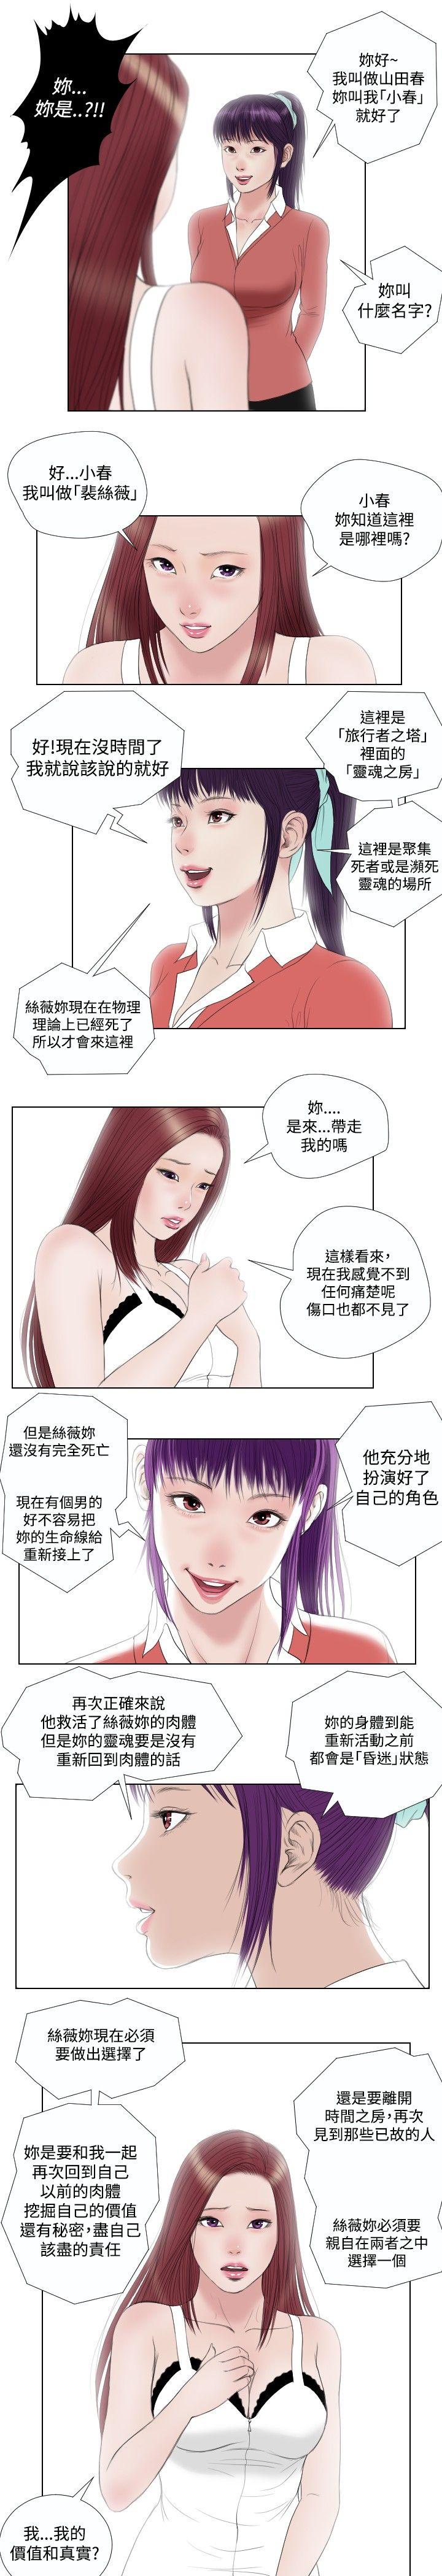 妳...
妳是..?!!
妳好~
我叫做山田春
妳叫我「小春」
就好了
妳叫
什麼名字?
好...小春
我叫做「裴絲薇」
小春
妳知道這裡
是哪裡嗎?
好!現在沒時間了
我就說該說的就好
這裡是
「旅行者之塔」
裡面的
「靈魂之房」
這裡是聚集
死者或是瀕死
靈魂的場所
絲薇妳現在在物理
理論上已經死了
所以才會來這裡
妳....
是來...帶走
我的嗎
這樣看來,
現在我感覺不到
任何痛楚呢
傷口也都不見了
但是絲薇妳
還沒有完全死亡
現在有個男的
好不容易把
妳的生命線給
重新接上了
他充分地
扮演好了
自己的角色
再次正確來說
他救活了絲薇妳的肉體
但是妳的靈魂要是沒有
重新回到肉體的話
妳的身體到能
重新活動之前
都會是「昏迷」狀態
絲薇妳現在必須
要做出選擇了
妳是要和我一起
再次回到自己
以前的肉體
挖掘自己的價值
還有秘密,盡自己
該盡的責任
還是要離開
時間之房,再次
見到那些已故的人
絲薇妳必須要
親自在兩者之中
選擇一個
我...我的
價值和真實?